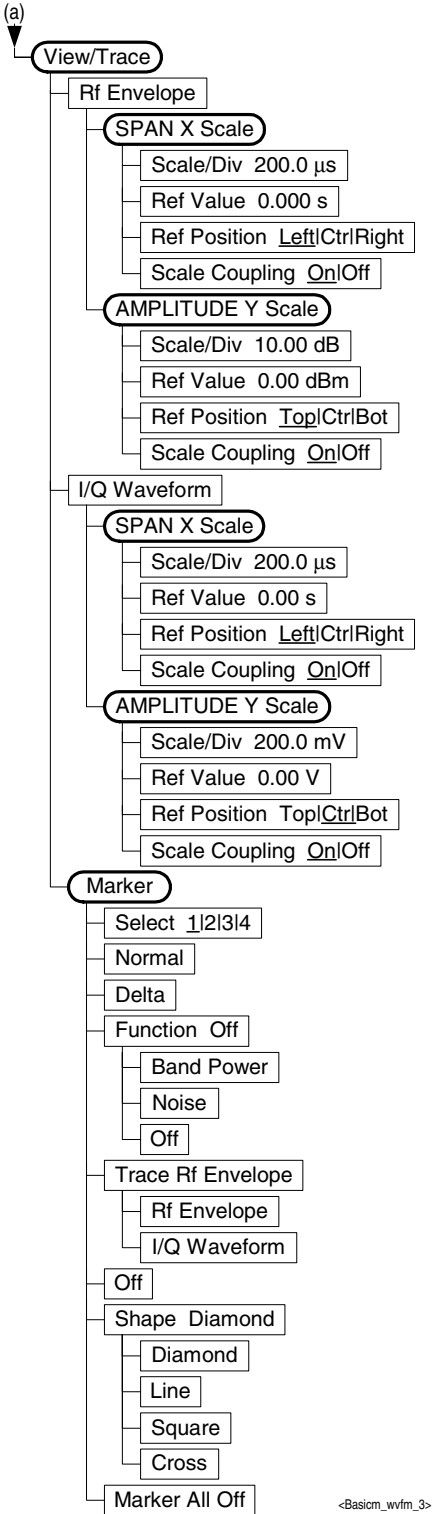 (a)
View/Trace
Rf Envelope
SPAN X Scale
Scale/Div 200.0 µs
Ref Value 0.000 s
Ref Position Left|Ctr|Right
Scale Coupling On|Off
AMPLITUDE Y Scale
Scale/Div 10.00 dB
Ref Value 0.00 dBm
Ref Position Top|Ctr|Bot
Scale Coupling On|Off
I/Q Waveform
SPAN X Scale
Scale/Div 200.0 µs
Ref Value 0.00 s
Ref Position Left|Ctr|Right
Scale Coupling On|Off
AMPLITUDE Y Scale
Scale/Div 200.0 mV
Ref Value 0.00 V
Ref Position Top|Ctr|Bot
Scale Coupling On|Off
Marker
Select 1|2|3|4
Normal
Delta
Function Off
Band Power
Noise
Off
Trace Rf Envelope
Rf Envelope
I/Q Waveform
Off
Shape Diamond
Diamond
Line
Square
Cross
Marker All Off
<Basicm_wvfm_3>